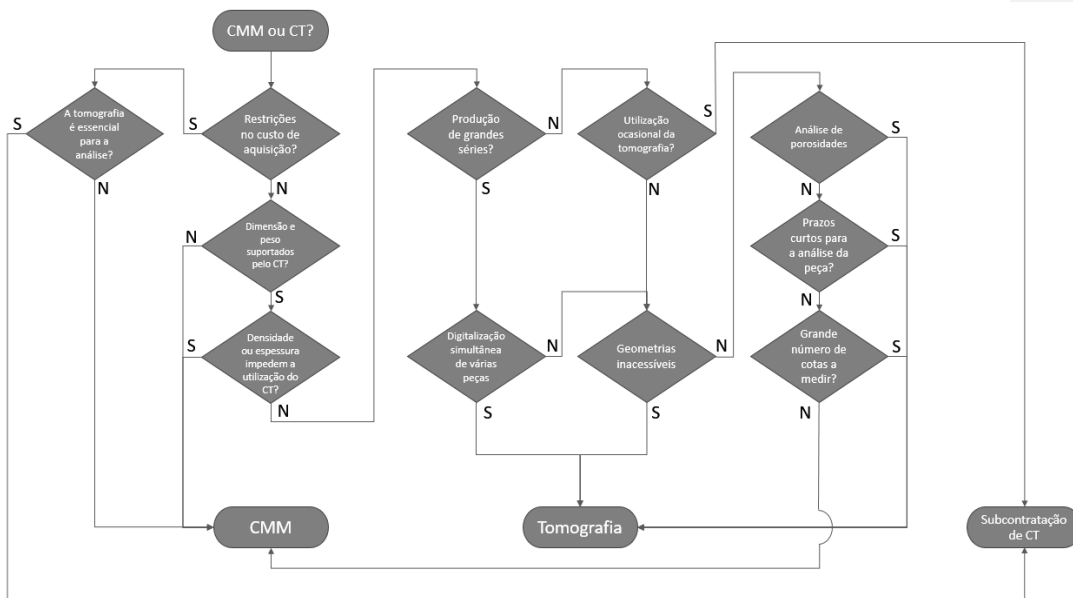 CMM ou CT?
S
S
N
N
S
A tomografia
é essencial
para a
análise?
S
Restrições
no custo de
aquisição?
Produção
de grandes
séries?
Utilização
ocasional da
tomografia?
Análise de
porosidades
S
N
N
S
N
N
Dimensão e
peso
suportados
pelo CT?
N
Prazos
curtos para
a análise da
peça?
S
S
N
Densidade
ou espessura
impedem a
utilização do
CT?
S
Digitalização
simultânea
de várias
peças
N
Geometrias
inacessíveis
N
Grande
número de
cotas a
medir?
S
N
S
S
N
CMM
Tomografia
Subcontratação
de CT